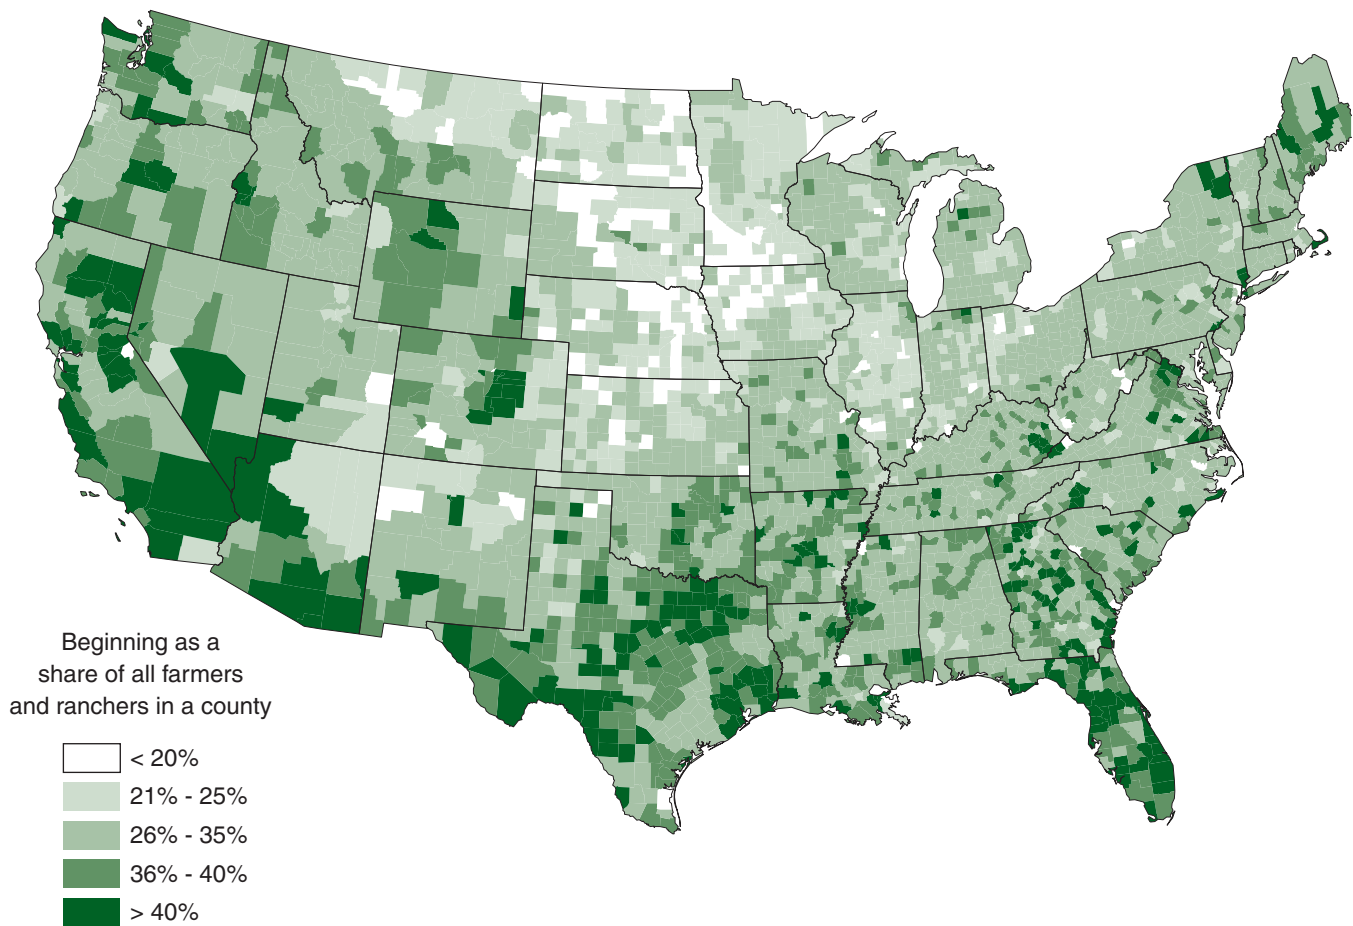 Beginning as a
share of all farmers
and ranchers in a county
< 20%
21% - 25%
26% - 35%
36% - 40%
> 40%